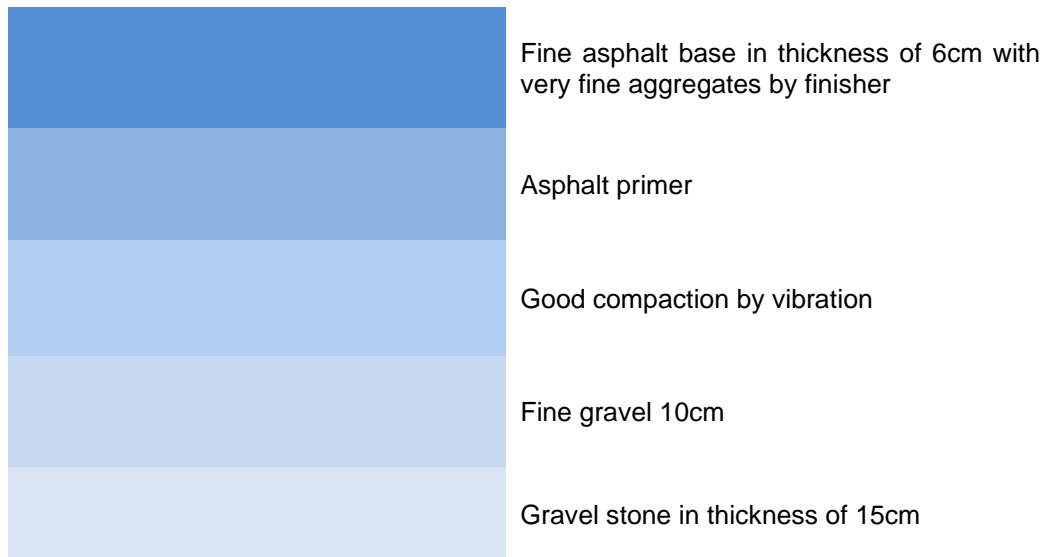 Fine asphalt base in thickness of 6cm with
very fine aggregates by finisher
Asphalt primer
Good compaction by vibration
Fine gravel 10cm
Gravel stone in thickness of 15cm